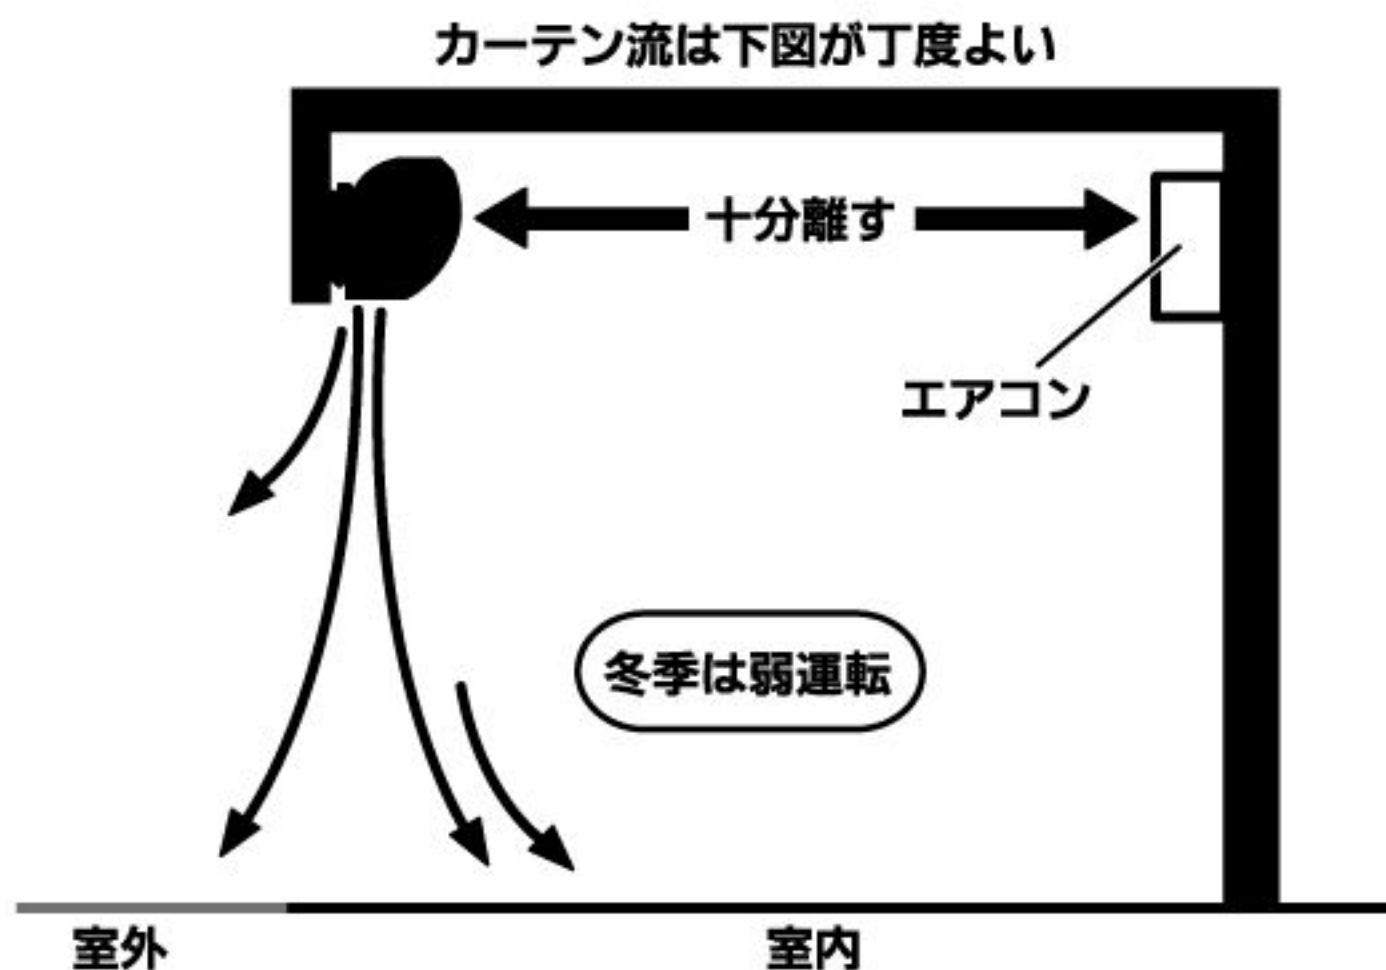 カーテン流は下図が丁度よい
十分離す
エアコン
冬季は弱運転
室外
室内